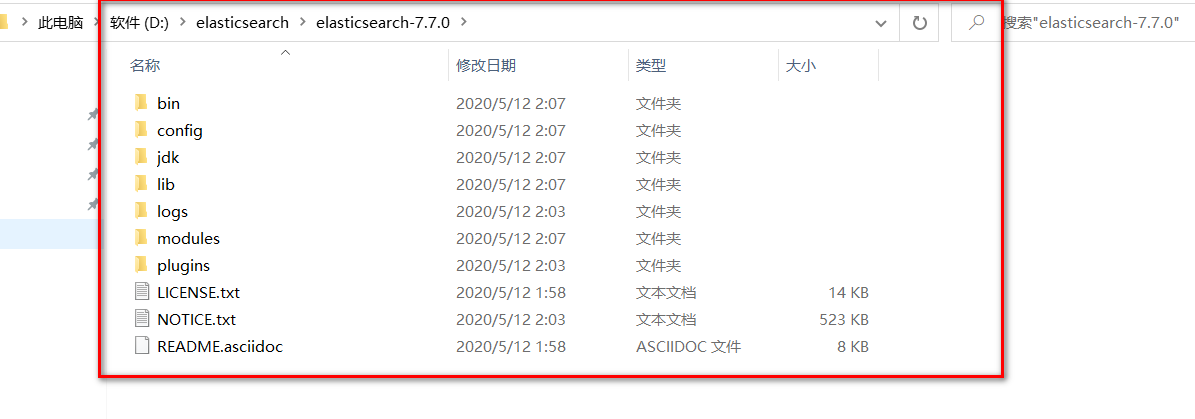 此电脑 > 软件 (D:) > elasticsearch > elasticsearch-7.7.0 > 搜索"elasticsearch-7.7.0"
名称 修改日期 类型 大小
bin 2020/5/12 2:07 文件夹
config 2020/5/12 2:07 文件夹
jdk 2020/5/12 2:07 文件夹
lib 2020/5/12 2:07 文件夹
logs 2020/5/12 2:03 文件夹
modules 2020/5/12 2:07 文件夹
plugins 2020/5/12 2:03 文件夹
LICENSE.txt 2020/5/12 1:58 文本文档 14 KB
NOTICE.txt 2020/5/12 2:03 文本文档 523 KB
README.asciidoc 2020/5/12 1:58 ASCIIDOC 文件 8 KB